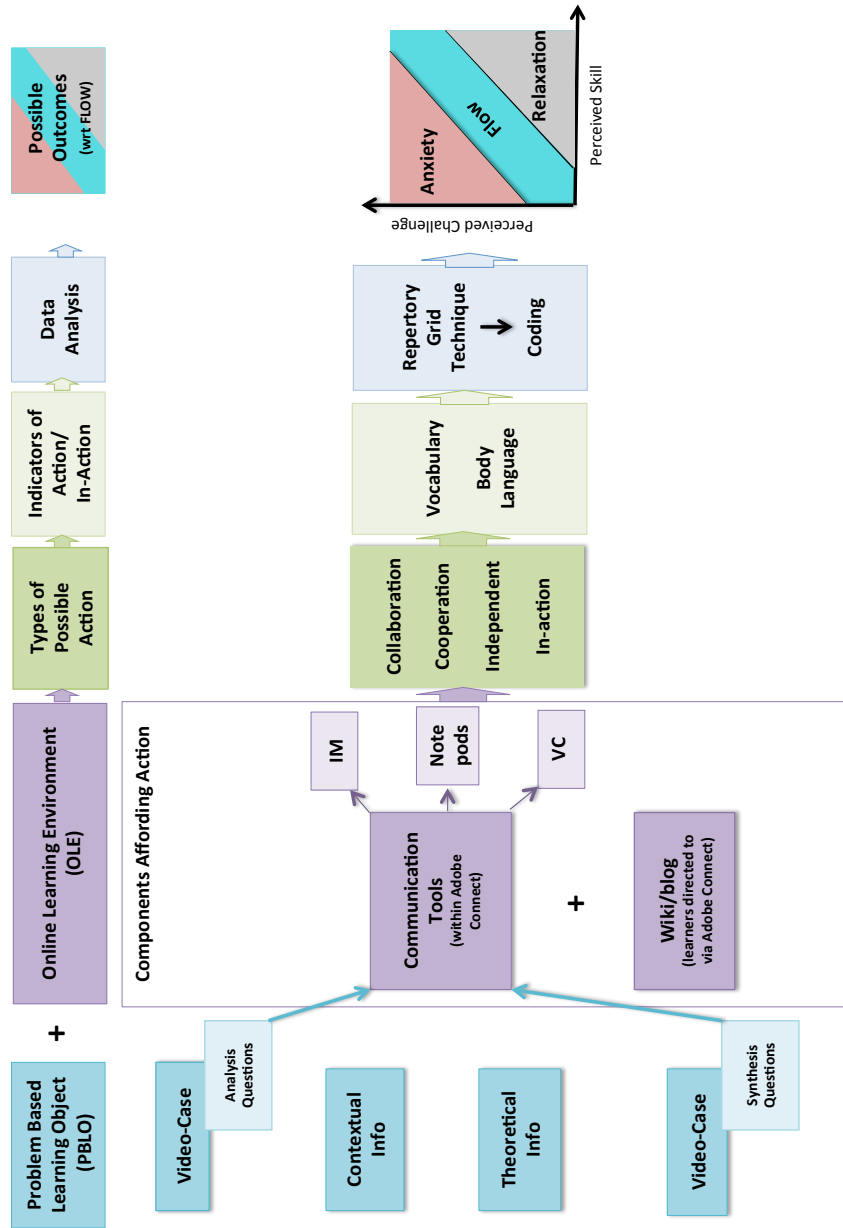 Problem Based
Learning Object
(PBLO)
+
Online Learning Environment
(OLE)
Types of
Possible
Action
Indicators of
Action/
In-Action
Data
Analysis
Possible
Outcomes
(wrt FLOW)
Video-Case
Analysis
Questions
Contextual
Info
Theoretical
Info
Video-Case
Synthesis
Questions
Components Affording Action
Communication
Tools
(within Adobe
Connect)
IM
Note
pods
VC
+
Wiki/blog
(learners directed to
via Adobe Connect)
Collaboration
Cooperation
Independent
In-action
Vocabulary
Body
Language
Repertory
Grid
Technique
Coding
Perceived Challenge
Anxiety
Flow
Relaxation
Perceived Skill